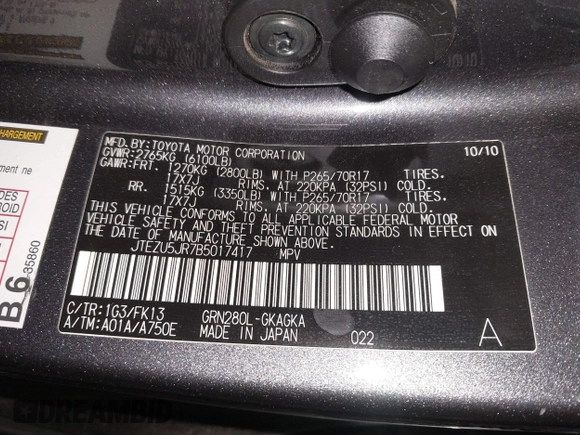 MFD. BY: TOYOTA MOTOR CORPORATION 10/10
GVWR: 2765KG (6100LB)
GAWR: FRT. 1270KG (2800LB) WITH P265/70R17 TIRES.
17X7J RIMS. AT 220KPA (32PSI) COLD.
RR. 1515KG (3350LB) WITH P265/70R17 TIRES.
17X7J RIMS. AT 220KPA (32PSI) COLD.
THIS VEHICLE CONFORMS TO ALL APPLICABLE FEDERAL MOTOR
VEHICLE SAFETY AND THEFT PREVENTION STANDARDS IN EFFECT ON
THE DATE OF MANUFACTURE SHOWN ABOVE.
JTEZU5JR7B5017417 MPV
C/TR: 1G3/FK13 GRN280L-GKAGKA
A/TM: A01A/A750E MADE IN JAPAN 022 A
CHARGEMENT
ment ne
DES
ROID
SI
B6
35860
DREAMBID